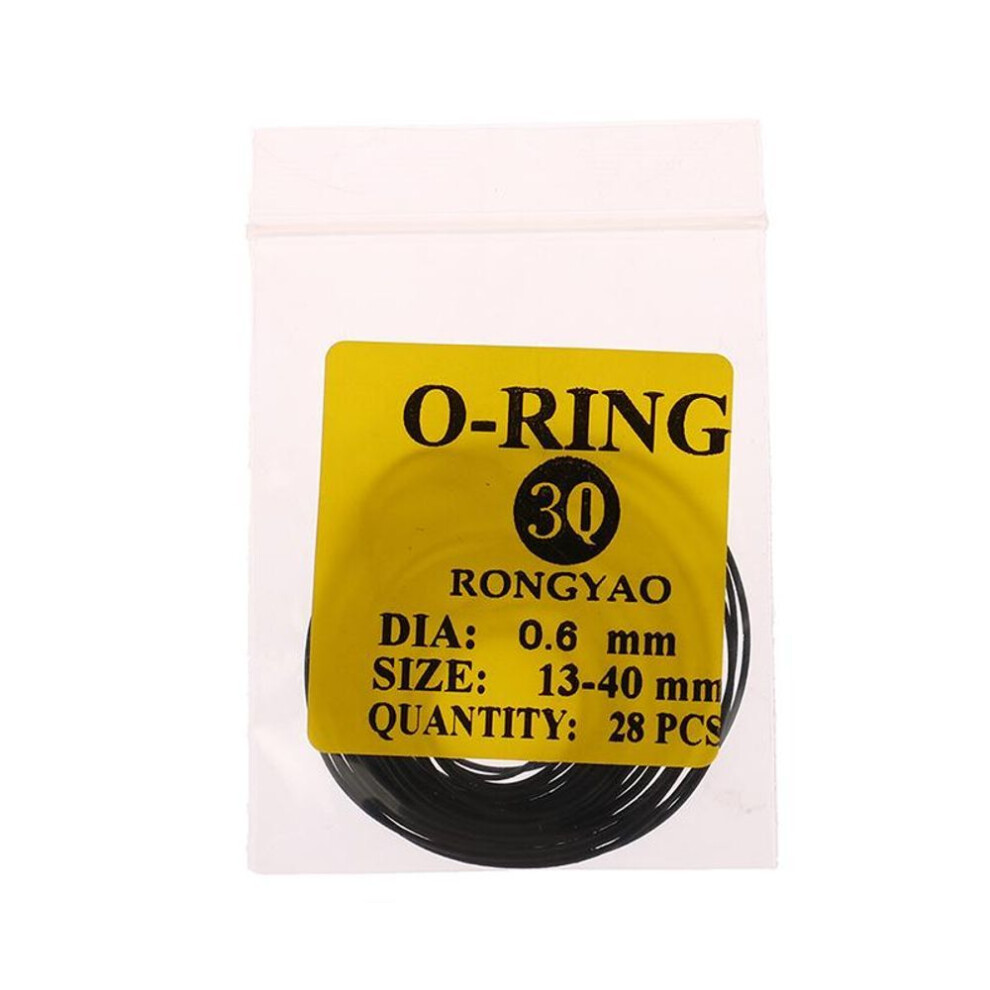 O-RING
3Q
RONGYAO
DIA: 0.6 mm
SIZE: 13-40 mm
QUANTITY: 28 PCS